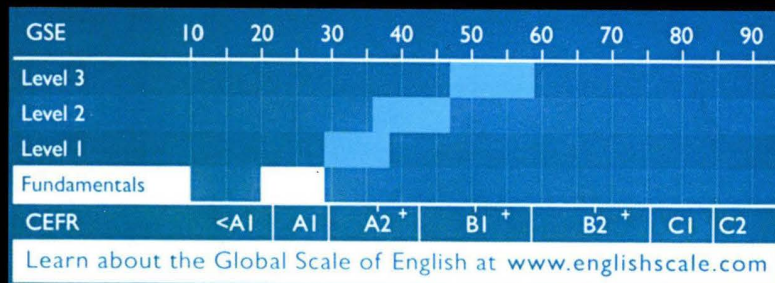 GSE 10 20 30 40 50 60 70 80 90
Level 3
Level 2
Level 1
Fundamentals
CEFR <A1 A1 A2 + B1 + B2 + C1 C2
Learn about the Global Scale of English at www.englishscale.com